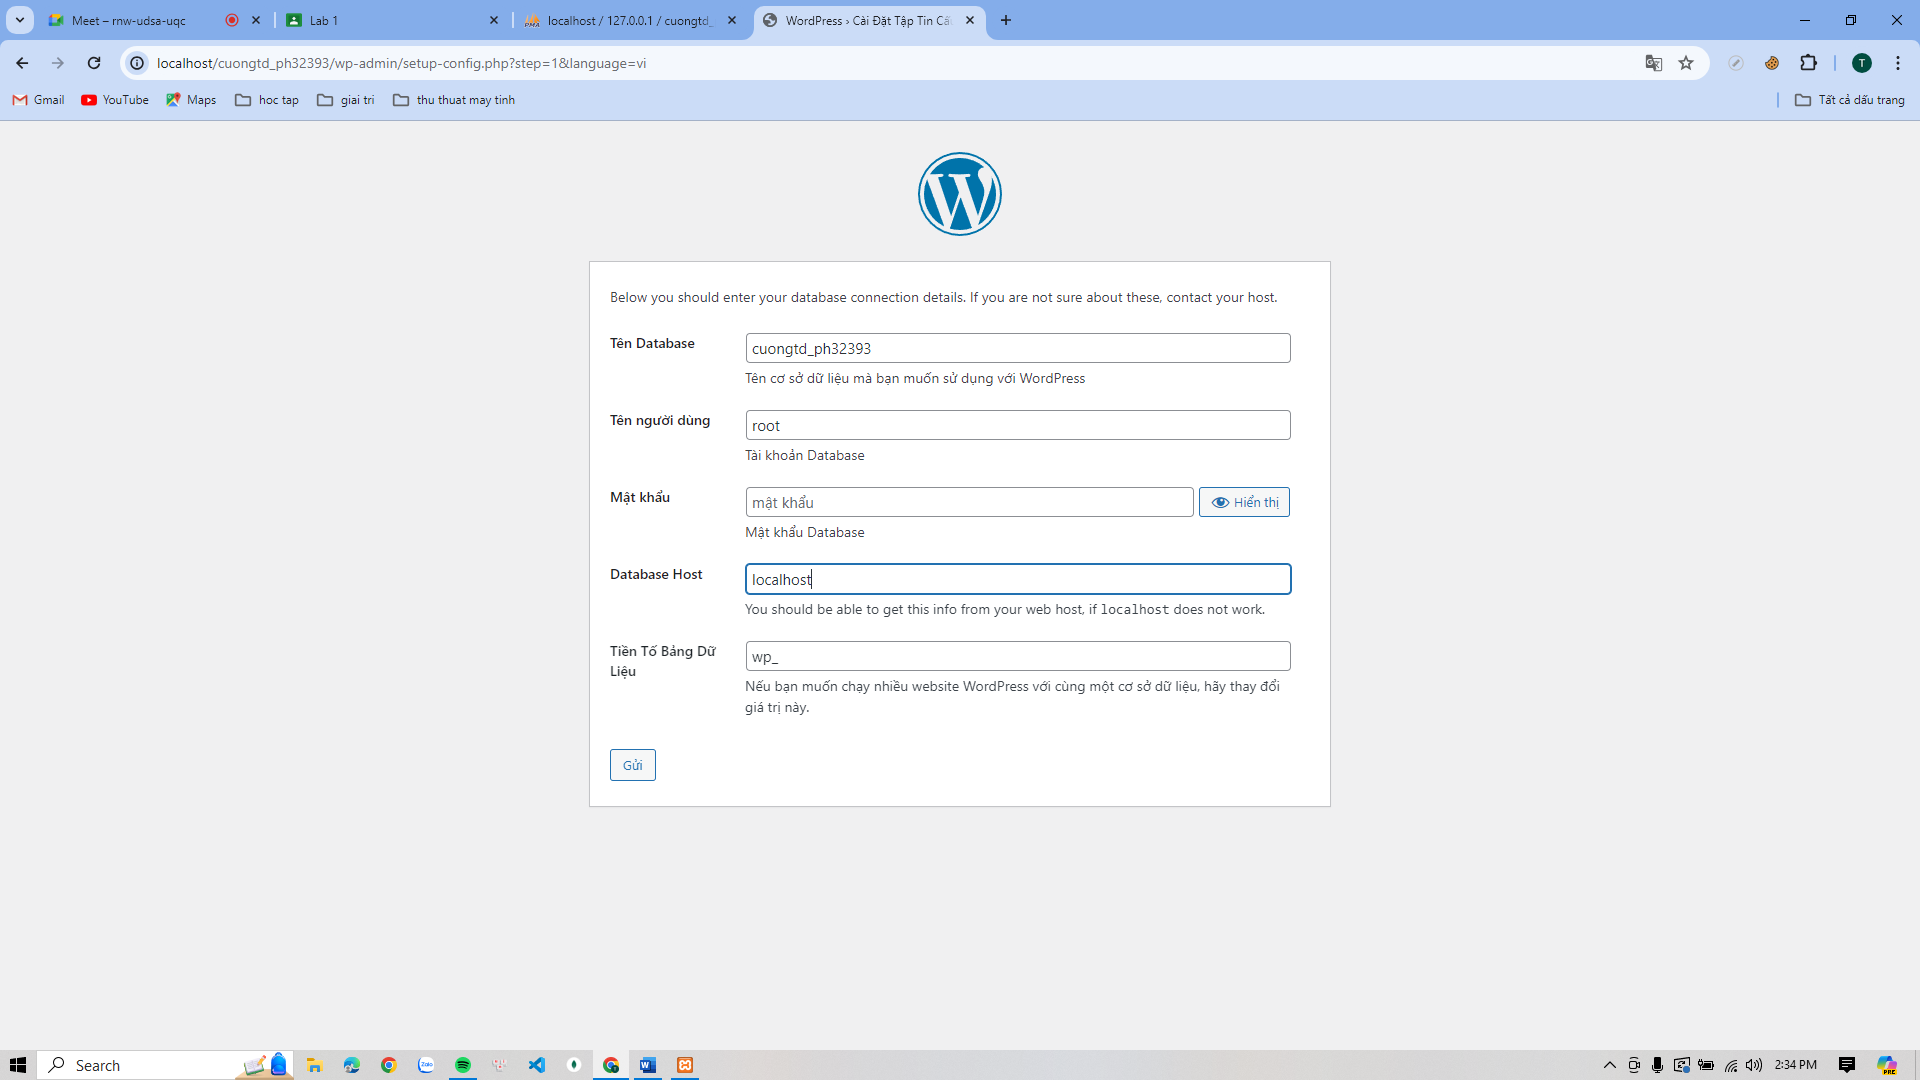 Meet – rnw-udsa-uqc
Lab 1
localhost / 127.0.0.1 / cuongtd_
WordPress › Cài Đặt Tập Tin Cấu
localhost/cuongtd_ph32393/wp-admin/setup-config.php?step=1&language=vi
T
Gmail
YouTube
Maps
hoc tap
giai tri
thu thuat may tinh
Tất cả dấu trang
Below you should enter your database connection details. If you are not sure about these, contact your host.
Tên Database
cuongtd_ph32393
Tên cơ sở dữ liệu mà bạn muốn sử dụng với WordPress
Tên người dùng
root
Tài khoản Database
Mật khẩu
mật khẩu
Hiển thị
Mật khẩu Database
Database Host
localhost
You should be able to get this info from your web host, if localhost does not work.
Tiền Tố Bảng Dữ
Liệu
wp_
Nếu bạn muốn chạy nhiều website WordPress với cùng một cơ sở dữ liệu, hãy thay đổi
giá trị này.
Gửi
Search
Zalo
2:34 PM
PRE